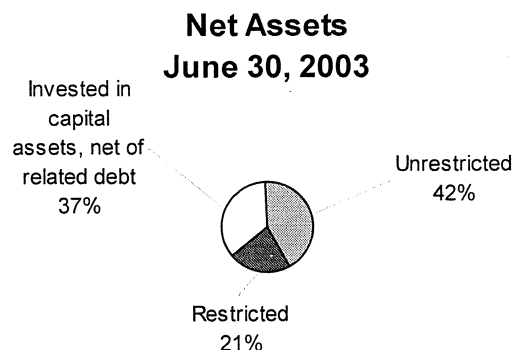 Net Assets
June 30, 2003
Invested in
capital
assets, net of
related debt
37%
Unrestricted
42%
Restricted
21%